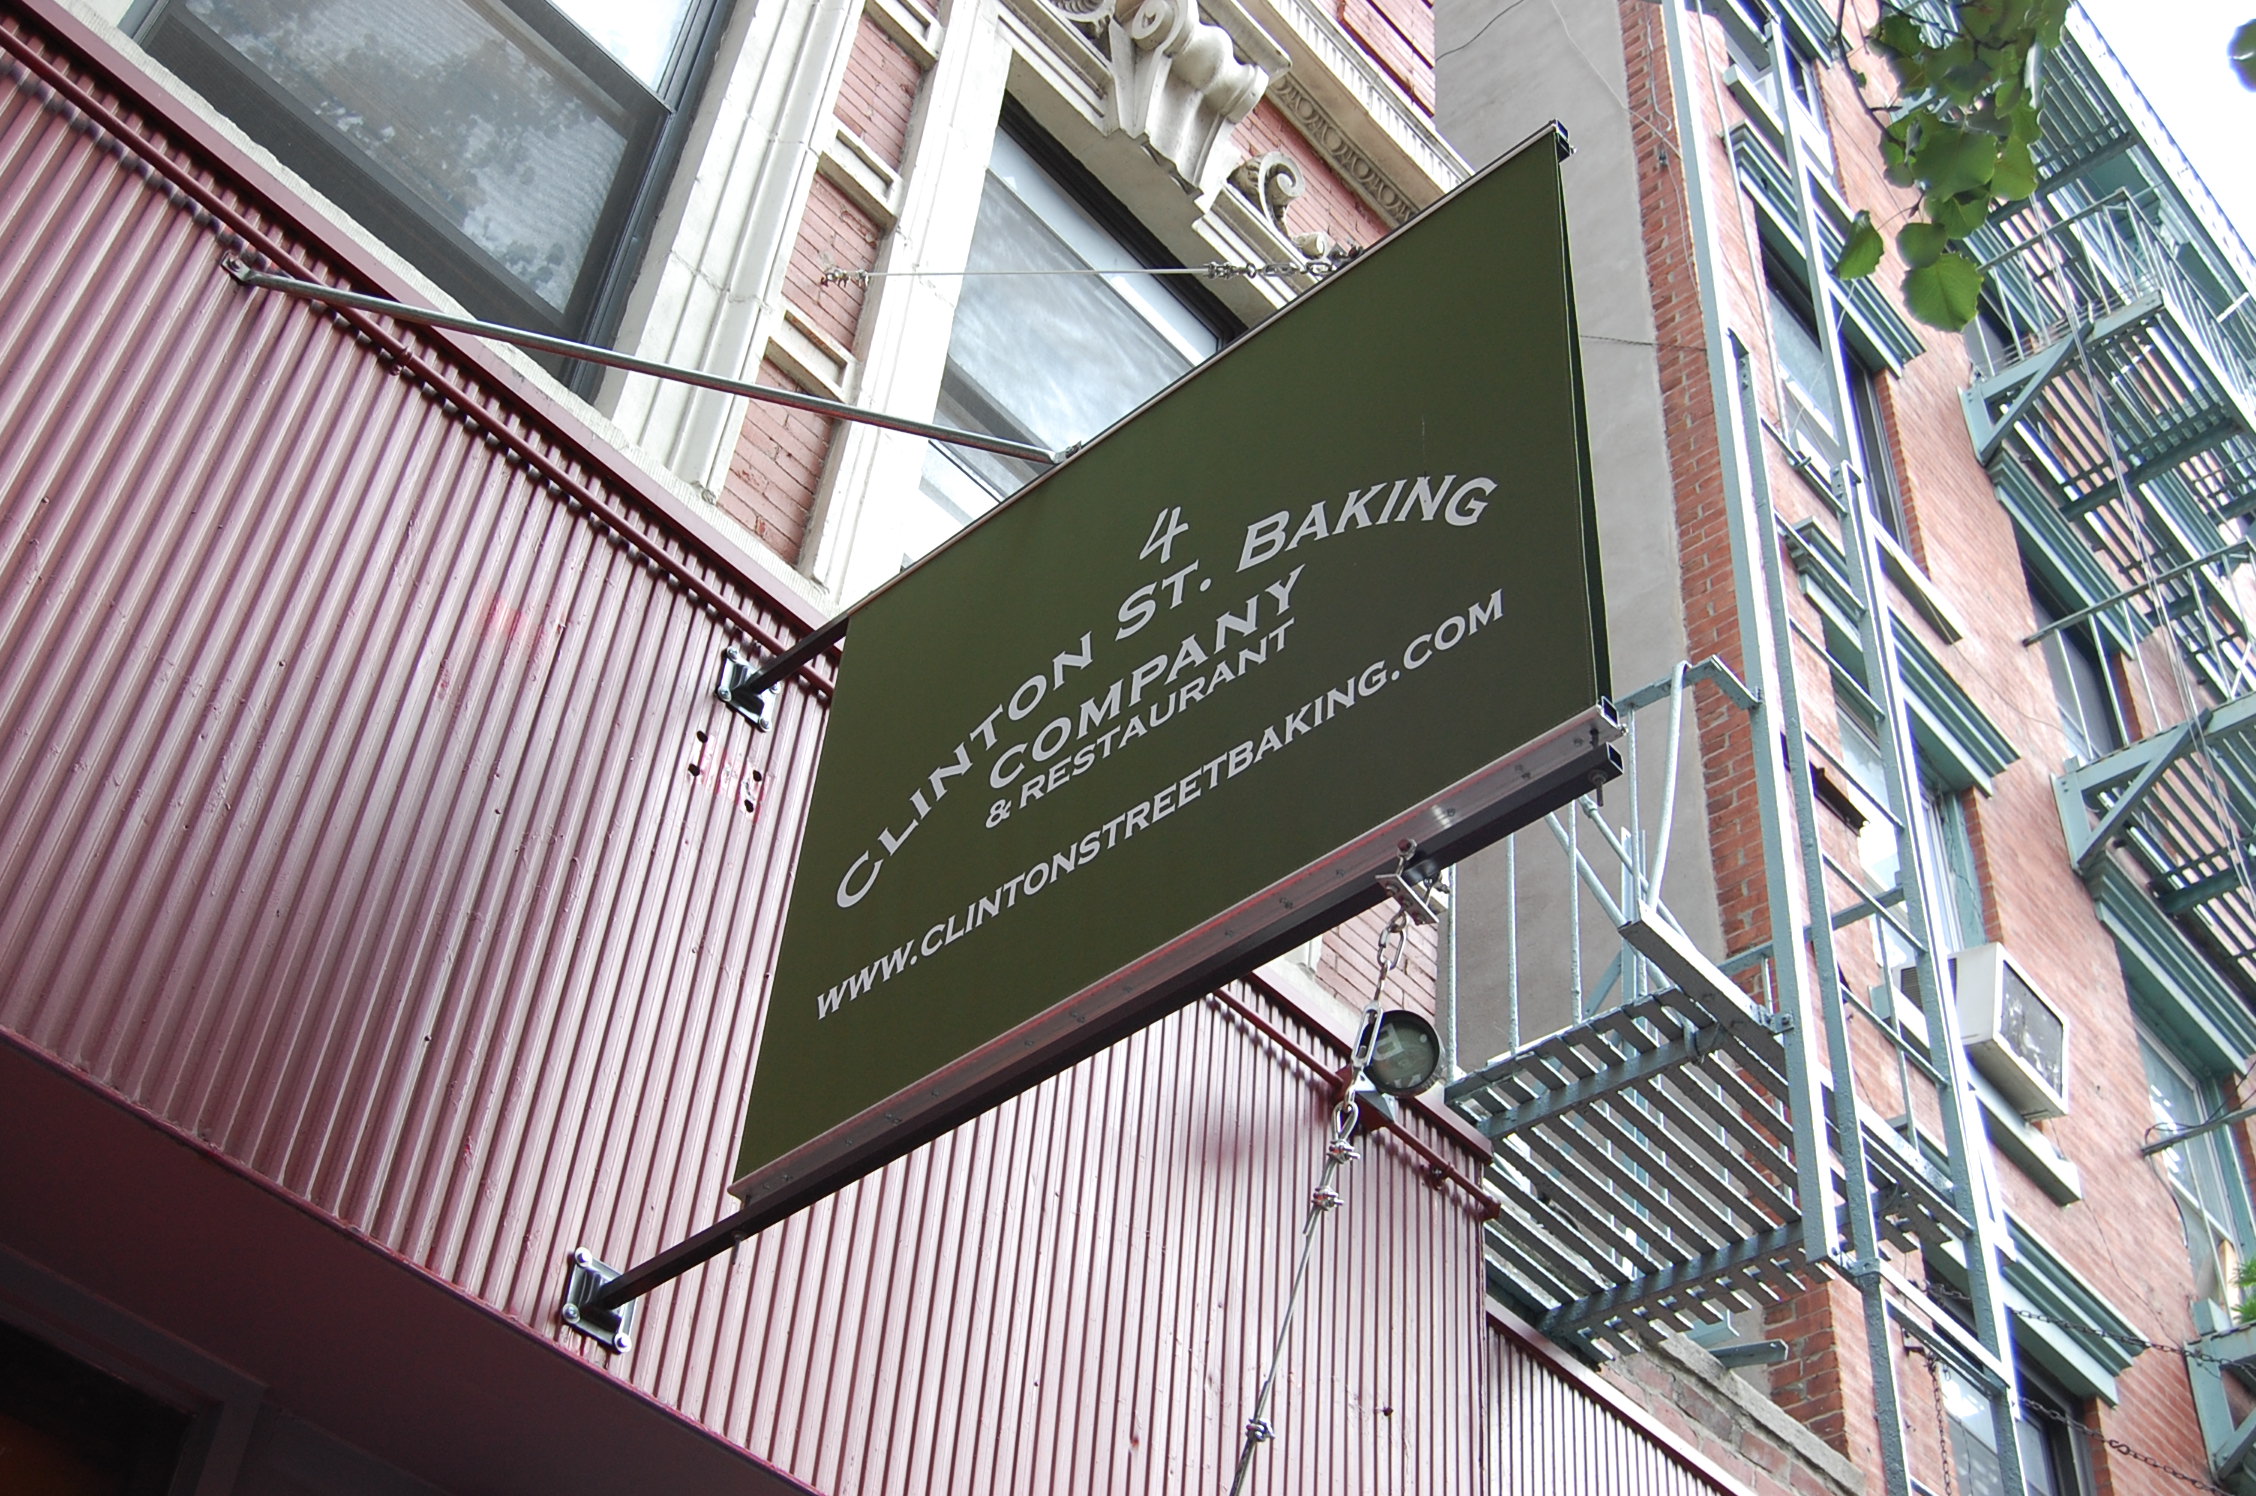 4
CLINTON ST. BAKING
COMPANY
& RESTAURANT
WWW.CLINTONSTREETBAKING.COM